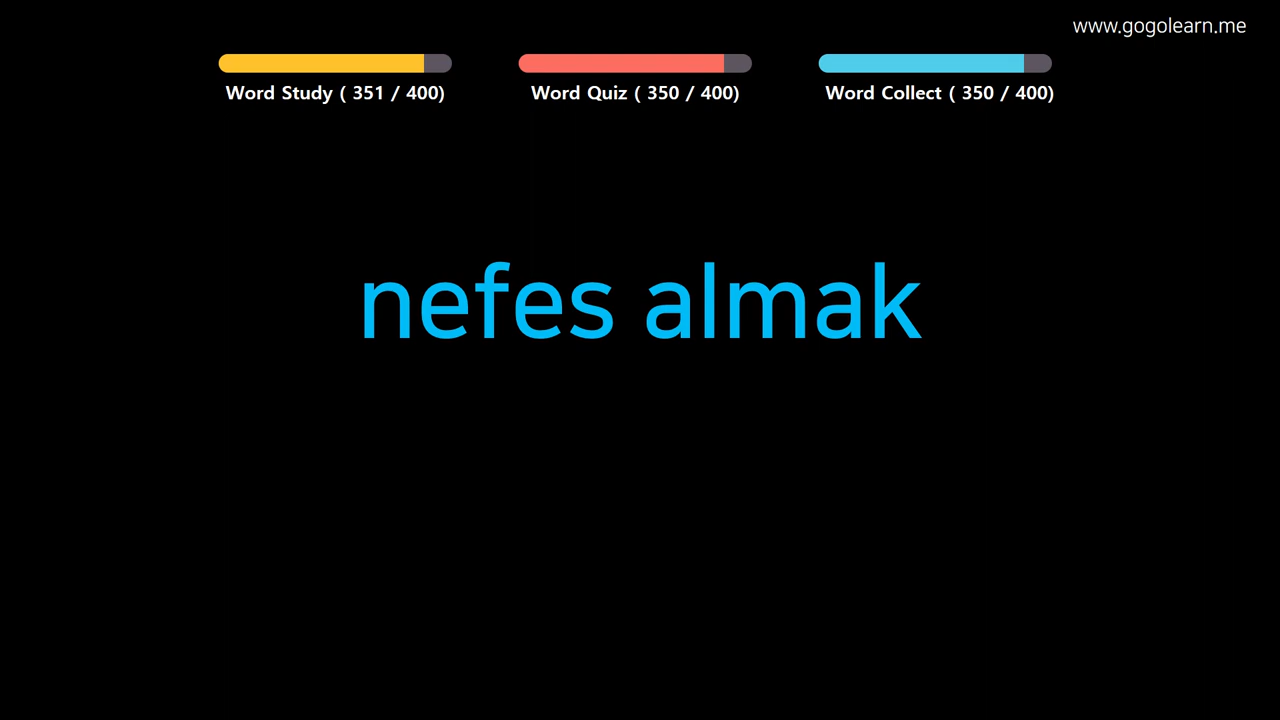 www.gogolearn.me
Word Study ( 351 / 400)
Word Quiz ( 350 / 400)
Word Collect ( 350 / 400)
nefes almak